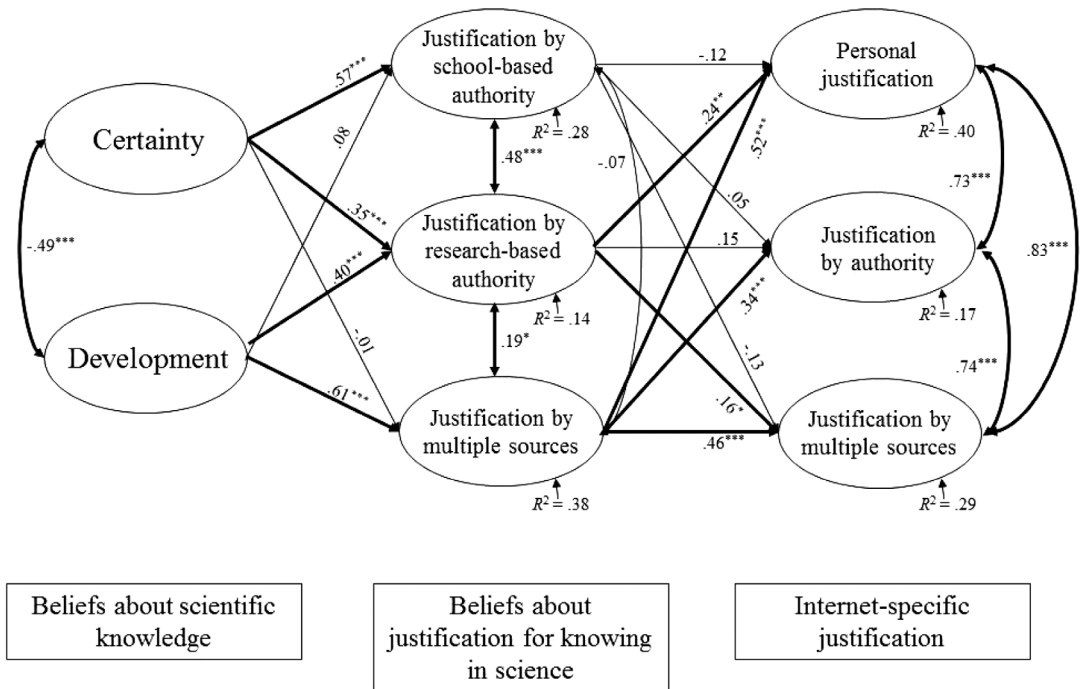 Certainty
Development
-.49***
.57***
.08
.35***
.40***
-.01
.61***
Justification by
school-based
authority
R² = .28
.48***
Justification by
research-based
authority
R² = .14
.19*
Justification by
multiple sources
R² = .38
-.07
-.12
.24**
.52***
.05
.15
.34***
-.13
.16*
.46***
Personal
justification
R² = .40
.73***
Justification
by authority
R² = .17
.83***
.74***
Justification by
multiple sources
R² = .29
Beliefs about scientific
knowledge
Beliefs about
justification for knowing
in science
Internet-specific
justification